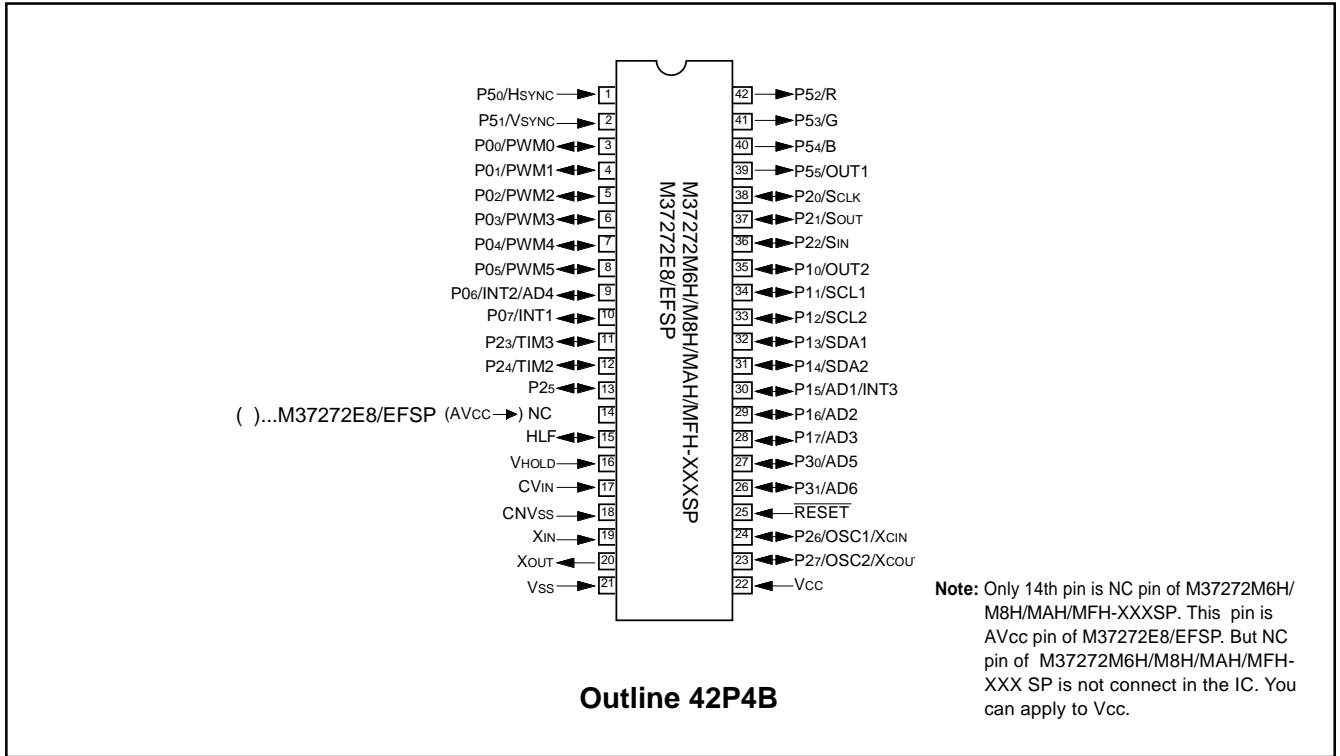 P50/HSYNC 1
P51/VSYNC 2
P00/PWM0 3
P01/PWM1 4
P02/PWM2 5
P03/PWM3 6
P04/PWM4 7
P05/PWM5 8
P06/INT2/AD4 9
P07/INT1 10
P23/TIM3 11
P24/TIM2 12
P25 13
( )...M37272E8/EFSP (AVCC→) NC 14
HLF 15
VHOLD 16
CVIN 17
CNVSS 18
XIN 19
XOUT 20
VSS 21
M37272M6H/M8H/MAH/MFH-XXXSP
M37272E8/EFSP
42 P52/R
41 P53/G
40 P54/B
39 P55/OUT1
38 P20/SCLK
37 P21/SOUT
36 P22/SIN
35 P10/OUT2
34 P11/SCL1
33 P12/SCL2
32 P13/SDA1
31 P14/SDA2
30 P15/AD1/INT3
29 P16/AD2
28 P17/AD3
27 P30/AD5
26 P31/AD6
25 RESET
24 P26/OSC1/XCIN
23 P27/OSC2/XCOU
22 VCC
Note: Only 14th pin is NC pin of M37272M6H/
M8H/MAH/MFH-XXXSP. This pin is
AVcc pin of M37272E8/EFSP. But NC
pin of M37272M6H/M8H/MAH/MFH-
XXX SP is not connect in the IC. You
can apply to Vcc.
Outline 42P4B